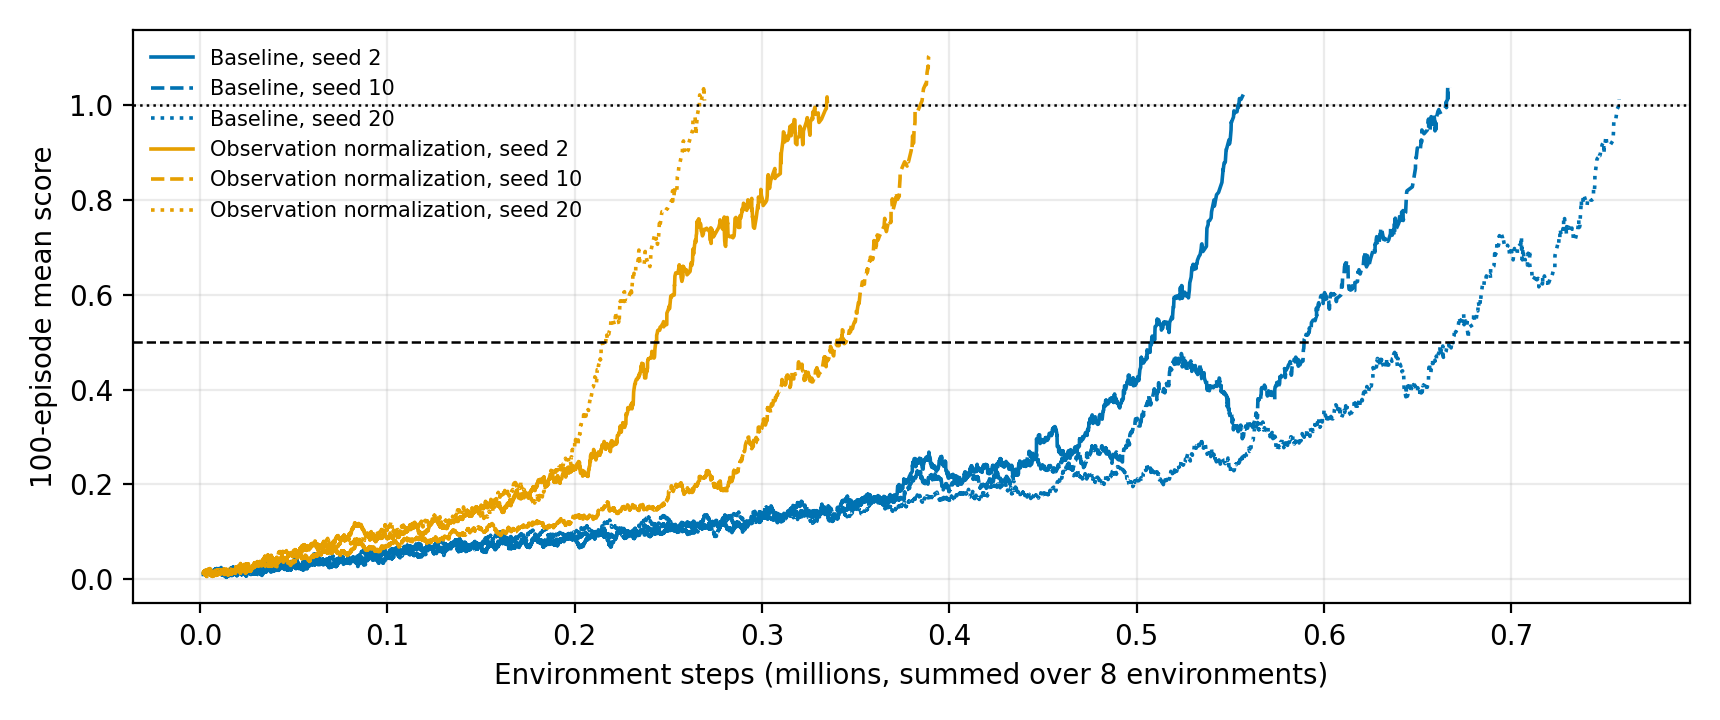 Baseline, seed 2
Baseline, seed 10
Baseline, seed 20
Observation normalization, seed 2
Observation normalization, seed 10
Observation normalization, seed 20
100-episode mean score
1.0
0.8
0.6
0.4
0.2
0.0
0.0 0.1 0.2 0.3 0.4 0.5 0.6 0.7
Environment steps (millions, summed over 8 environments)